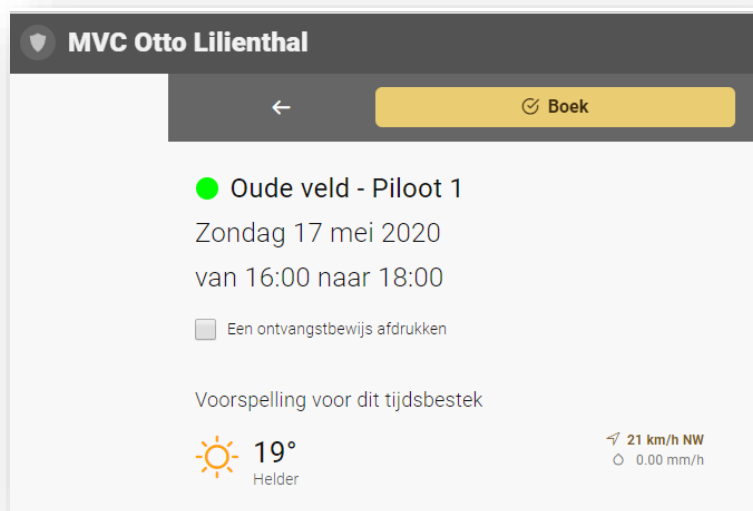 MVC Otto Lilienthal
Boek
Oude veld - Piloot 1
Zondag 17 mei 2020
van 16:00 naar 18:00
Een ontvangstbewijs afdrukken
Voorspelling voor dit tijdsbestek
19°
Helder
21 km/h NW
0.00 mm/h